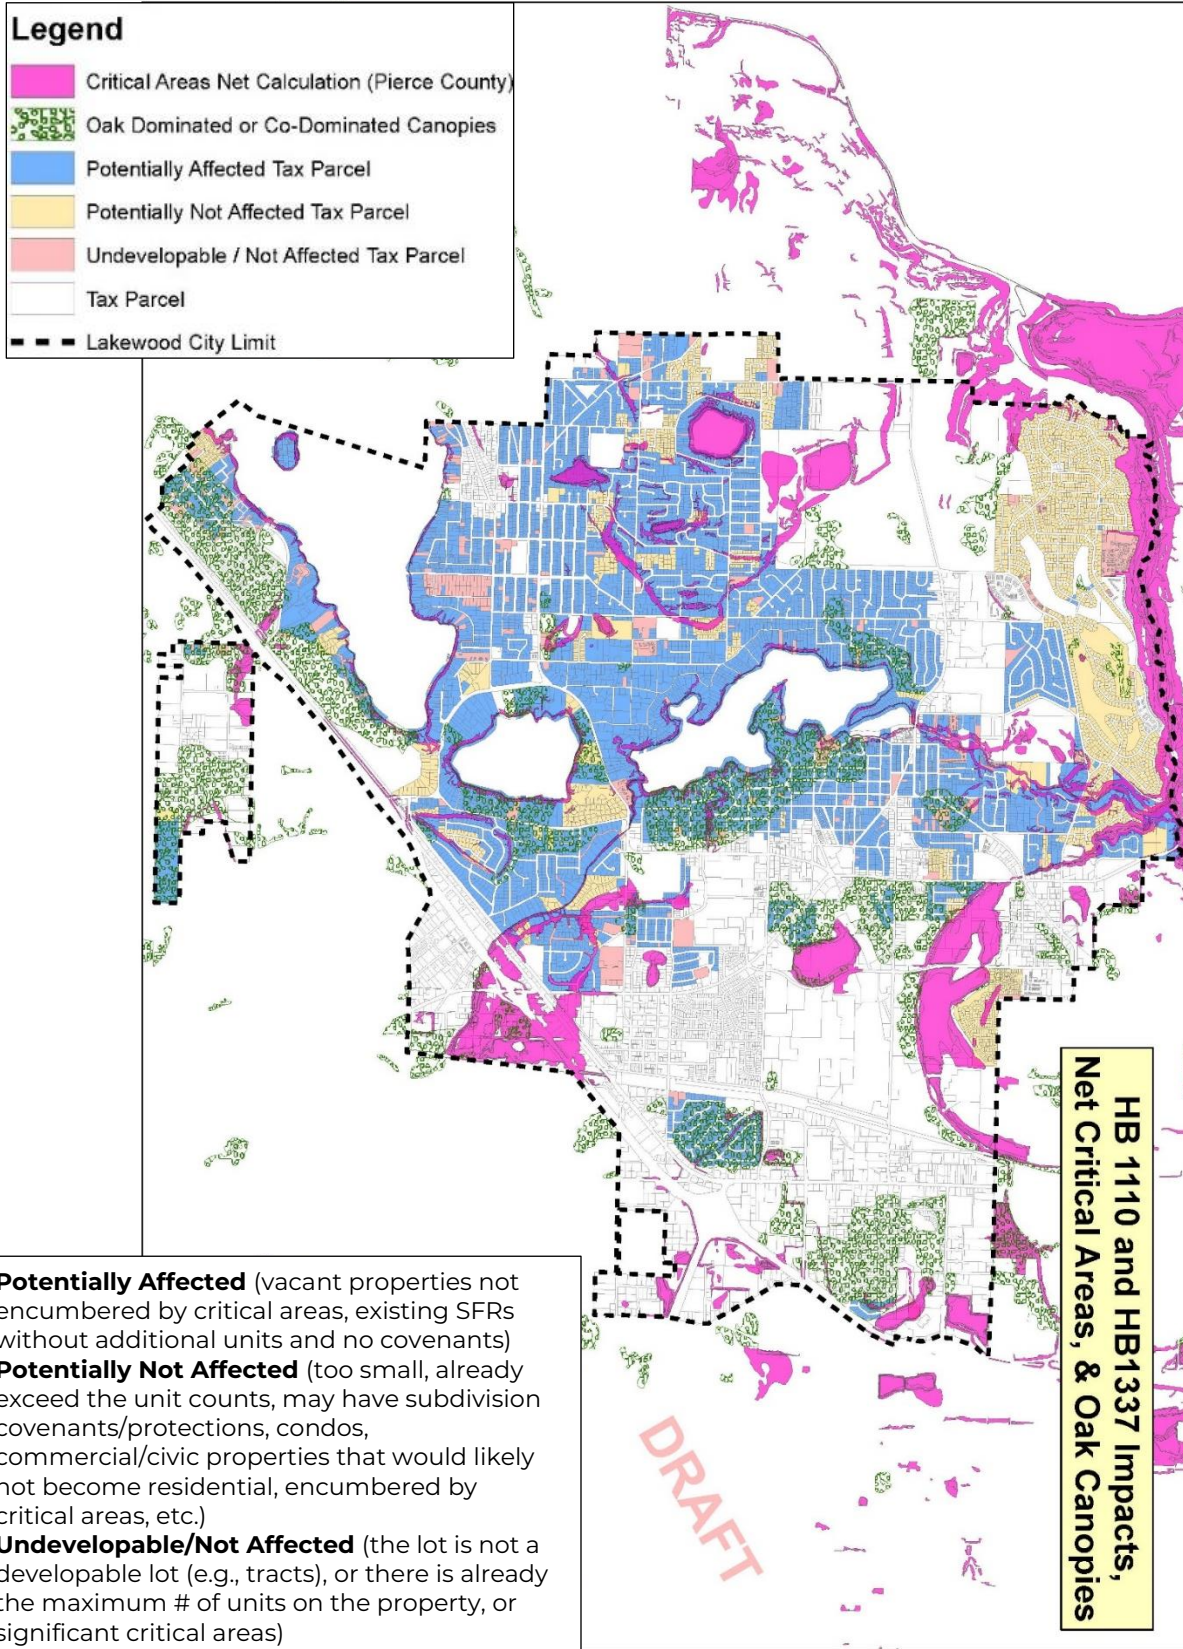 Legend
Critical Areas Net Calculation (Pierce County)
Oak Dominated or Co-Dominated Canopies
Potentially Affected Tax Parcel
Potentially Not Affected Tax Parcel
Undevelopable / Not Affected Tax Parcel
Tax Parcel
Lakewood City Limit
HB 1110 and HB1337 Impacts,
Net Critical Areas, & Oak Canopies
DRAFT
Potentially Affected (vacant properties not
encumbered by critical areas, existing SFRs
without additional units and no covenants)
Potentially Not Affected (too small, already
exceed the unit counts, may have subdivision
covenants/protections, condos,
commercial/civic properties that would likely
not become residential, encumbered by
critical areas, etc.)
Undevelopable/Not Affected (the lot is not a
developable lot (e.g., tracts), or there is already
the maximum # of units on the property, or
significant critical areas)